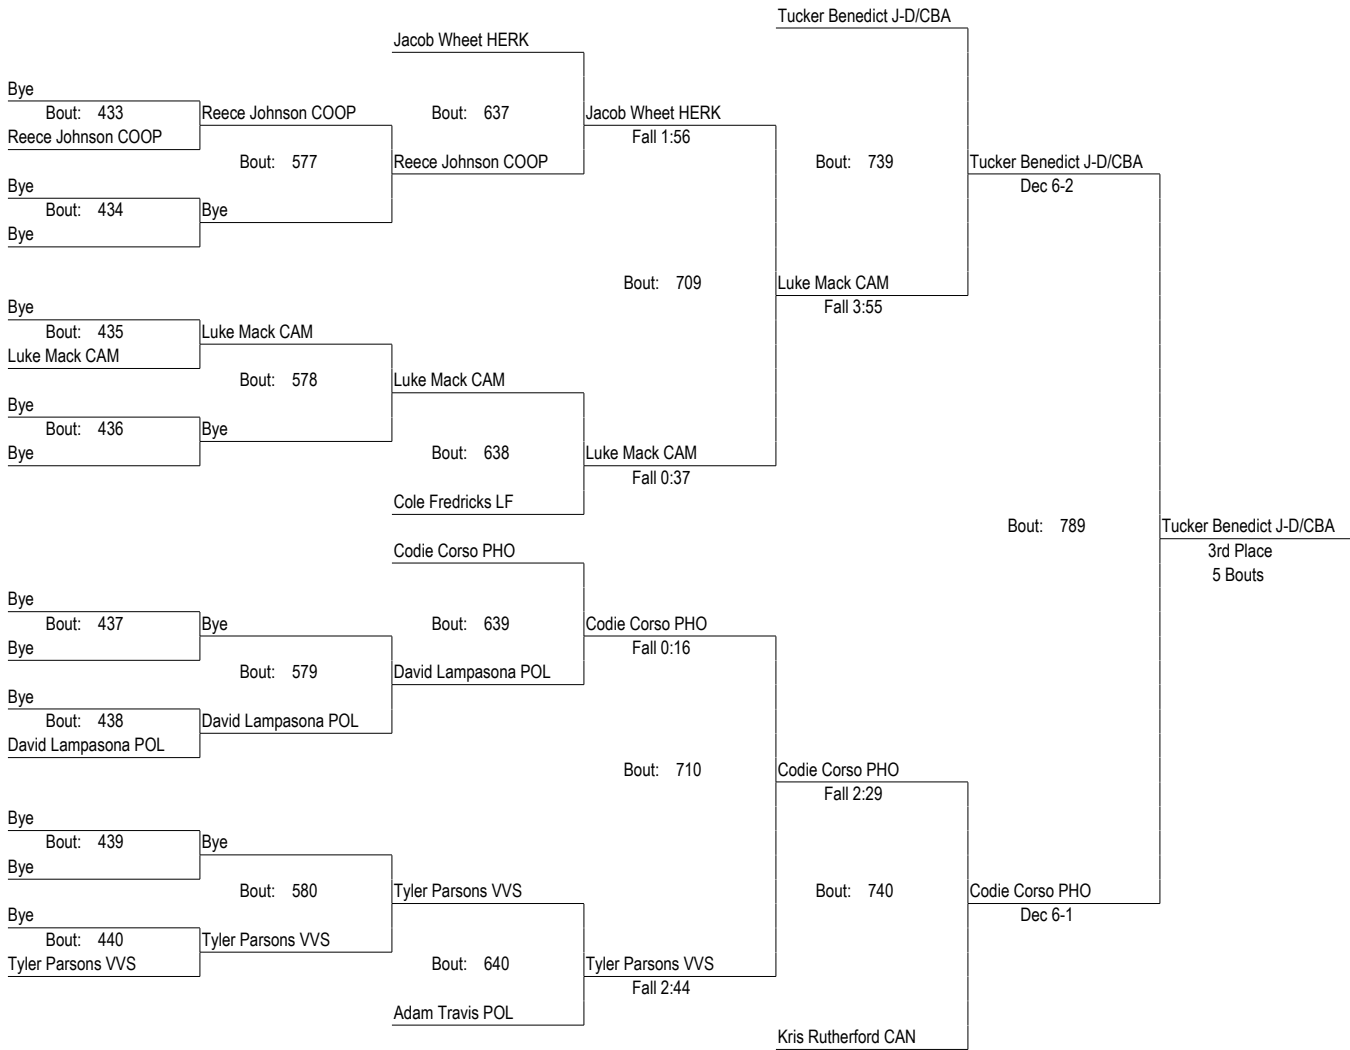 Tucker Benedict J-D/CBA
Jacob Wheet HERK
Bye
Bout: 433
Reece Johnson COOP
Bout: 637
Jacob Wheet HERK
Reece Johnson COOP
Fall 1:56
Bout: 577
Reece Johnson COOP
Bout: 739
Tucker Benedict J-D/CBA
Bye
Dec 6-2
Bout: 434
Bye
Bye
Bout: 709
Luke Mack CAM
Bye
Fall 3:55
Bout: 435
Luke Mack CAM
Luke Mack CAM
Bout: 578
Luke Mack CAM
Bye
Bout: 436
Bye
Bye
Bout: 638
Luke Mack CAM
Fall 0:37
Cole Fredricks LF
Bout: 789
Tucker Benedict J-D/CBA
Codie Corso PHO
3rd Place
5 Bouts
Bye
Bout: 437
Bye
Bout: 639
Codie Corso PHO
Bye
Fall 0:16
Bout: 579
David Lampasona POL
Bye
Bout: 438
David Lampasona POL
David Lampasona POL
Bout: 710
Codie Corso PHO
Fall 2:29
Bye
Bout: 439
Bye
Bye
Bout: 580
Tyler Parsons VVS
Bout: 740
Codie Corso PHO
Bye
Dec 6-1
Bout: 440
Tyler Parsons VVS
Tyler Parsons VVS
Bout: 640
Tyler Parsons VVS
Fall 2:44
Adam Travis POL
Kris Rutherford CAN